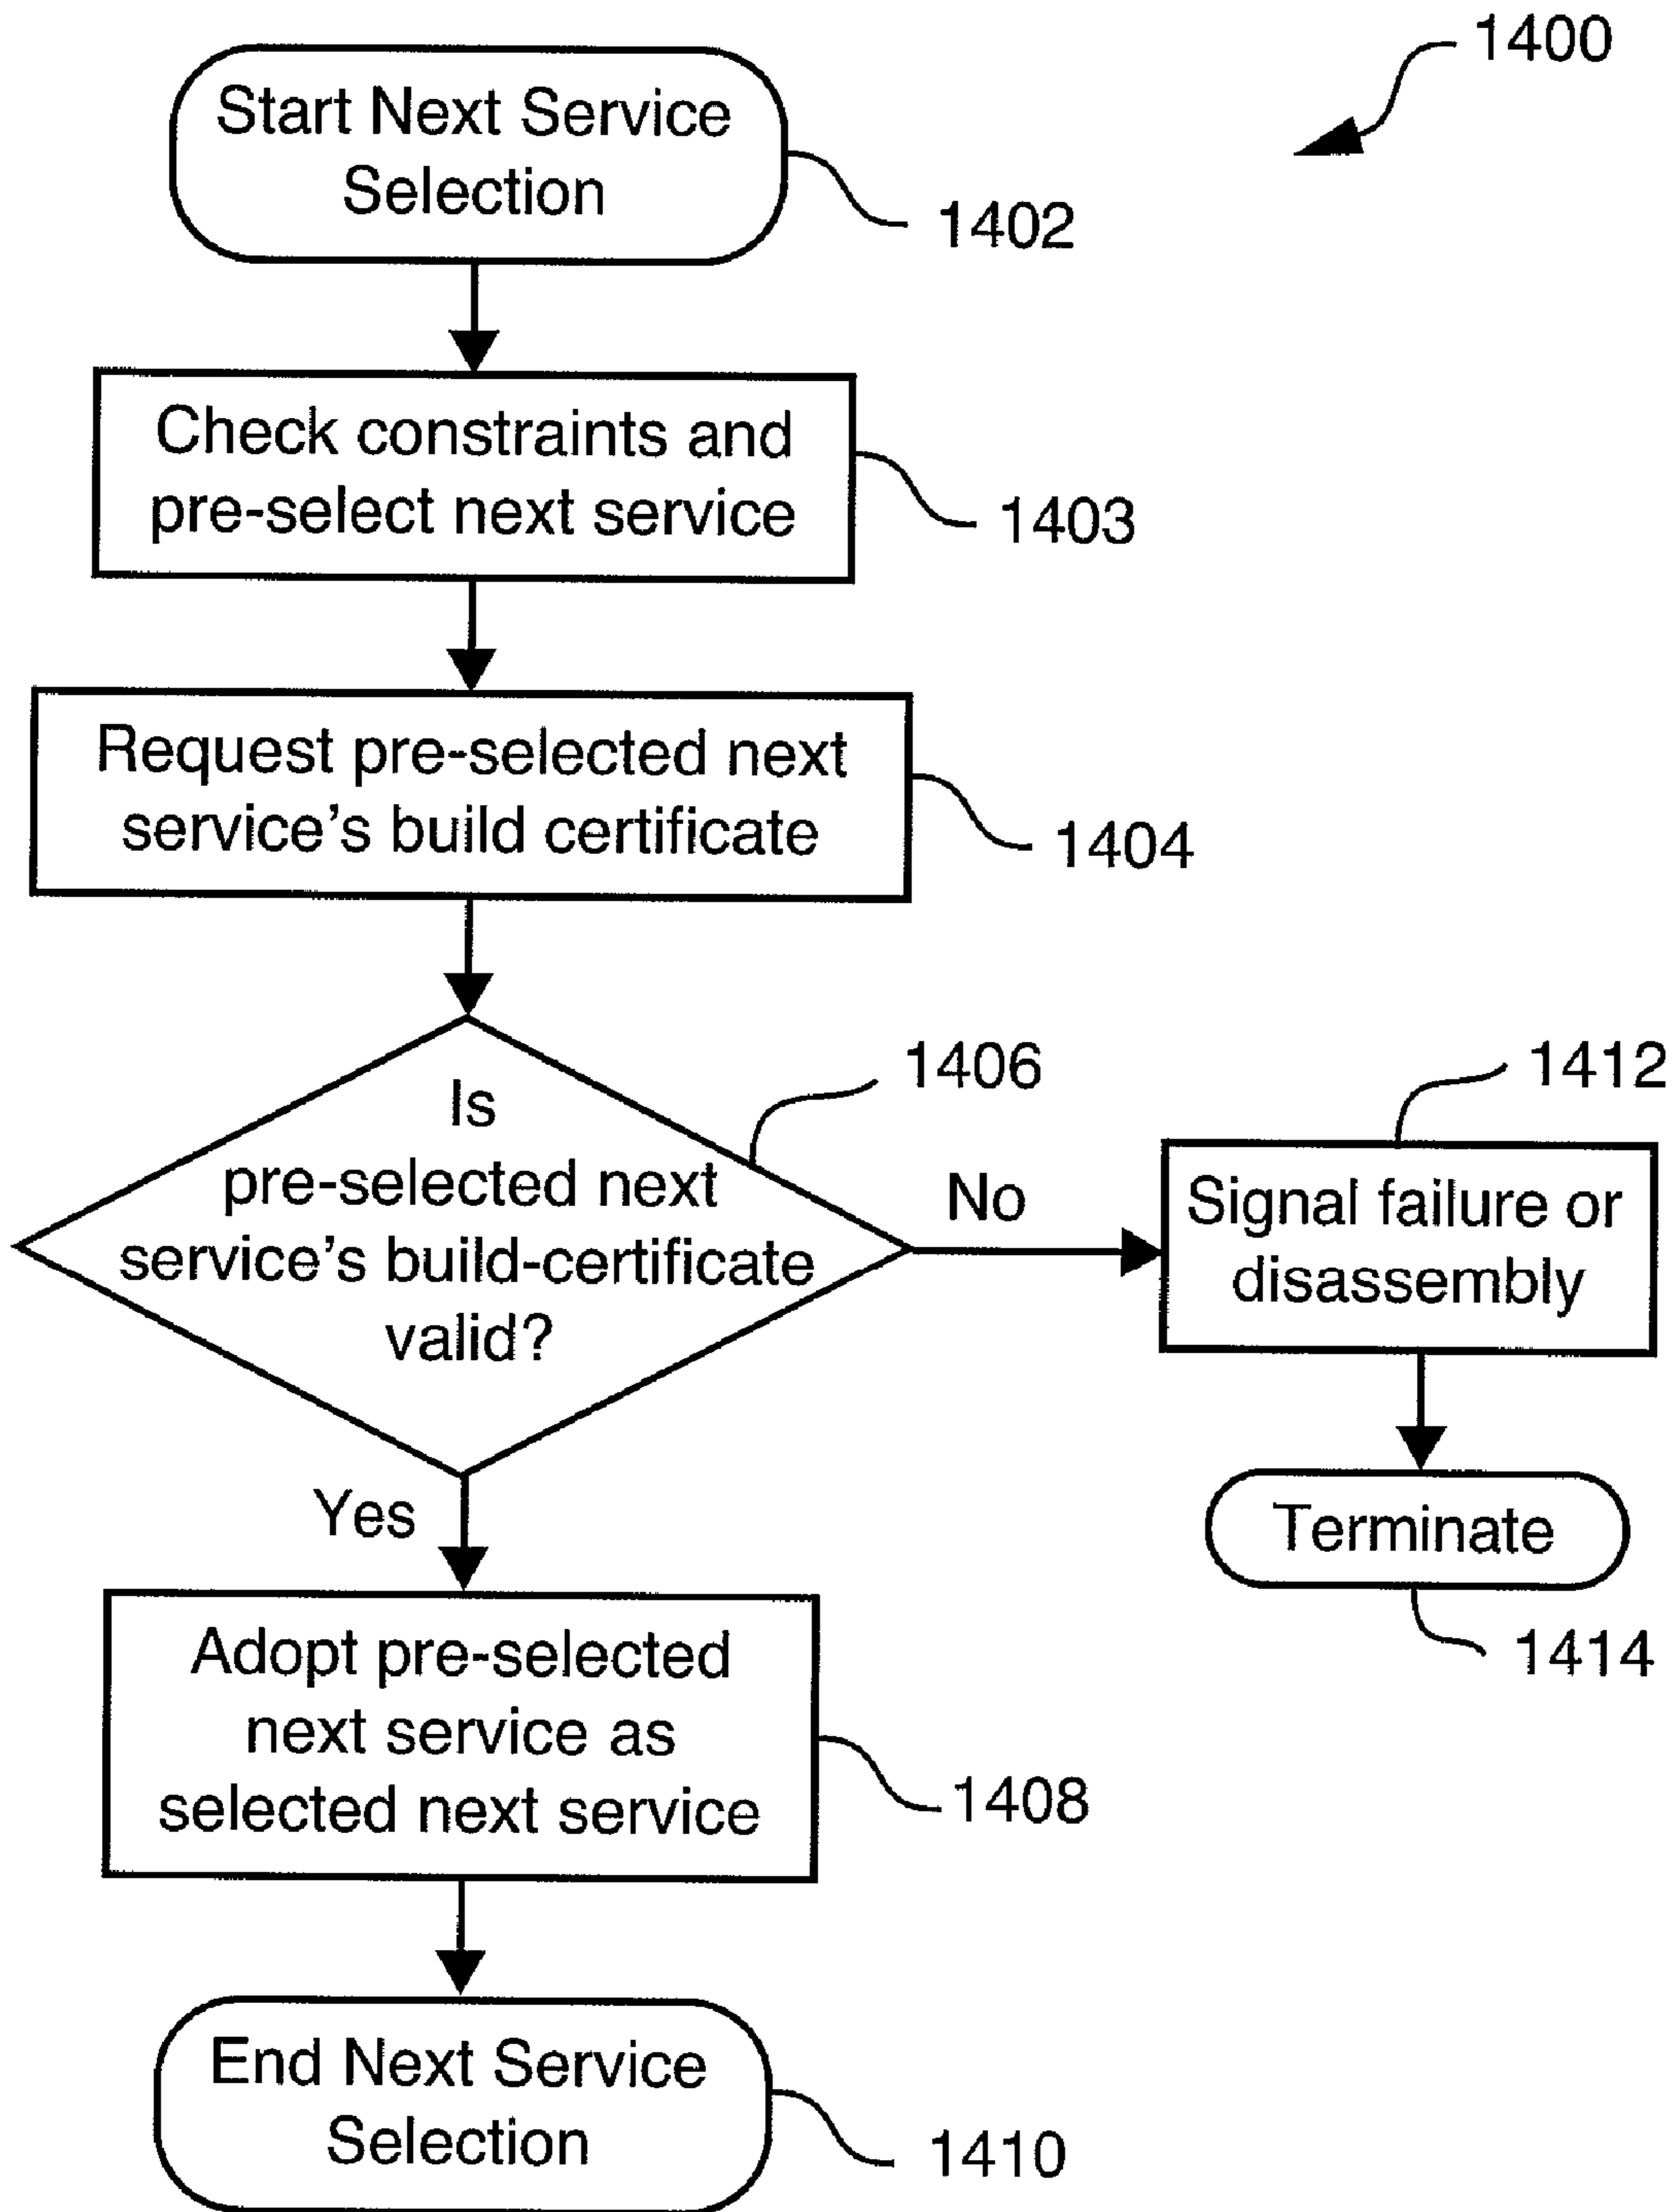 1400
Start Next Service
Selection
1402
Check constraints and
pre-select next service
1403
Request pre-selected next
service's build certificate
1404
Is
pre-selected next
service's build-certificate
valid?
1406
No
1412
Signal failure or
disassembly
Terminate
1414
Yes
Adopt pre-selected
next service as
selected next service
1408
End Next Service
Selection
1410